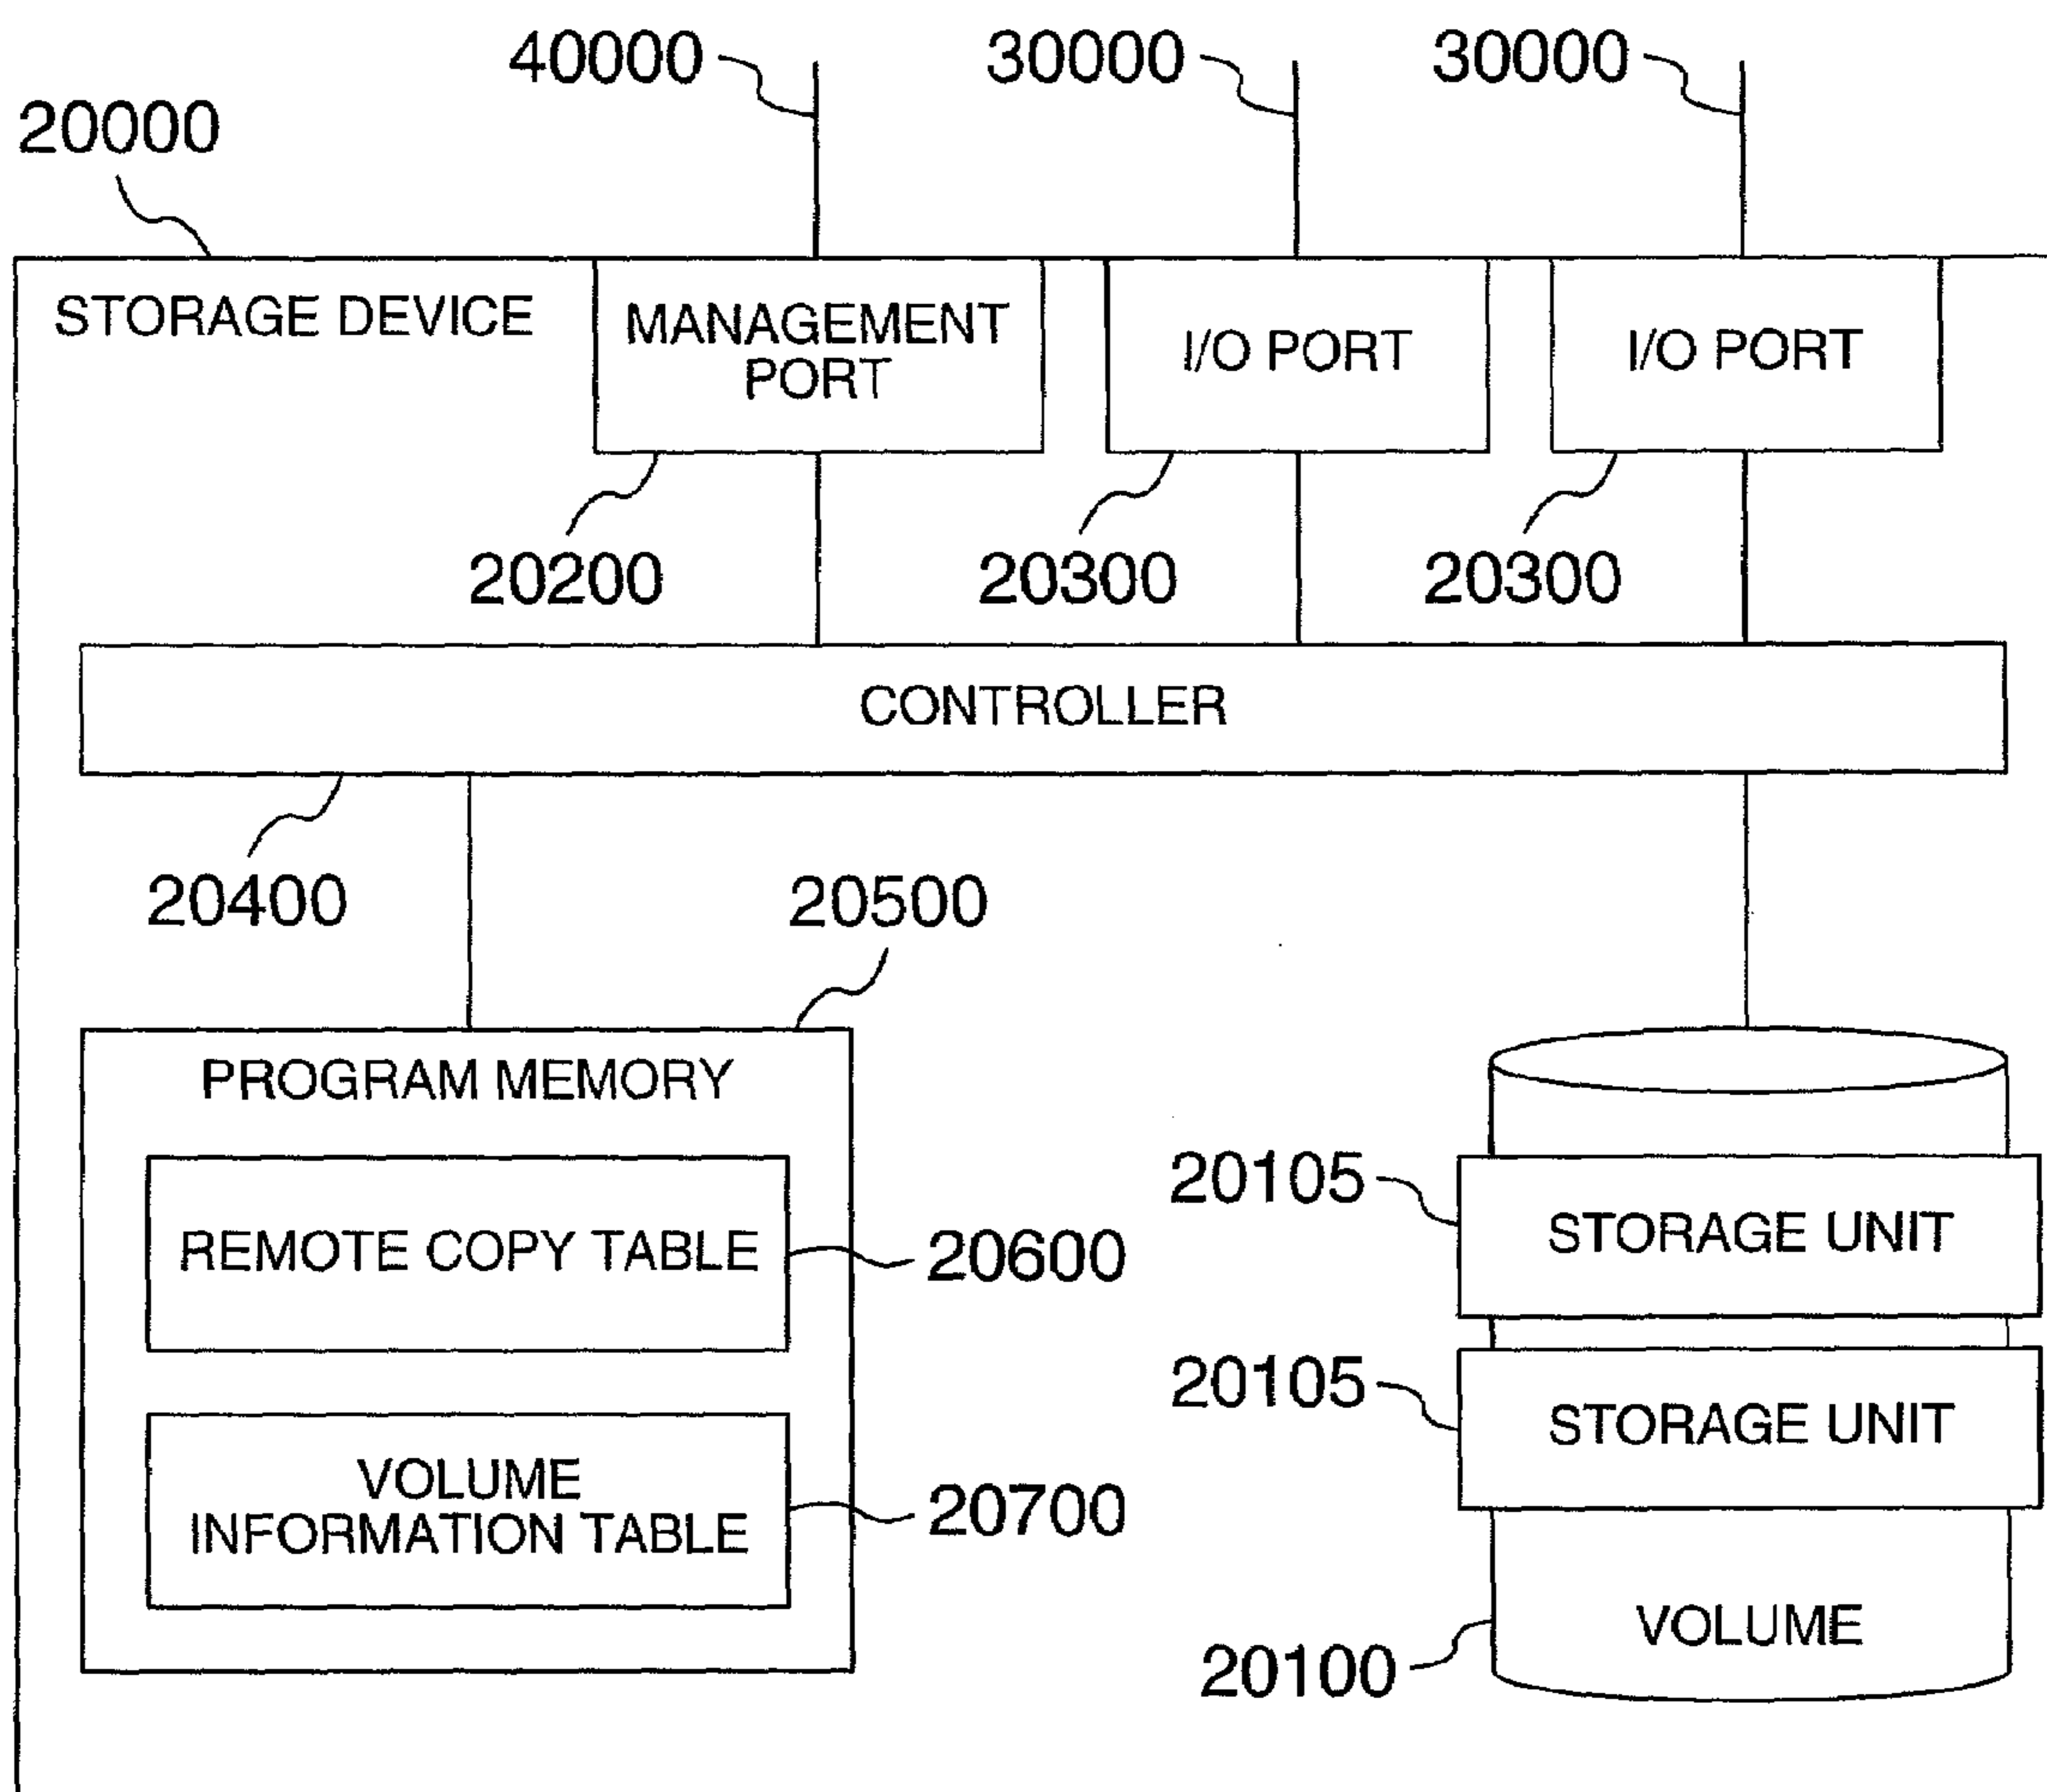 40000
30000
30000
20000
STORAGE DEVICE
MANAGEMENT
PORT
I/O PORT
I/O PORT
20200
20300
20300
CONTROLLER
20400
20500
PROGRAM MEMORY
REMOTE COPY TABLE
20600
VOLUME
INFORMATION TABLE
20700
20105
STORAGE UNIT
20105
STORAGE UNIT
VOLUME
20100